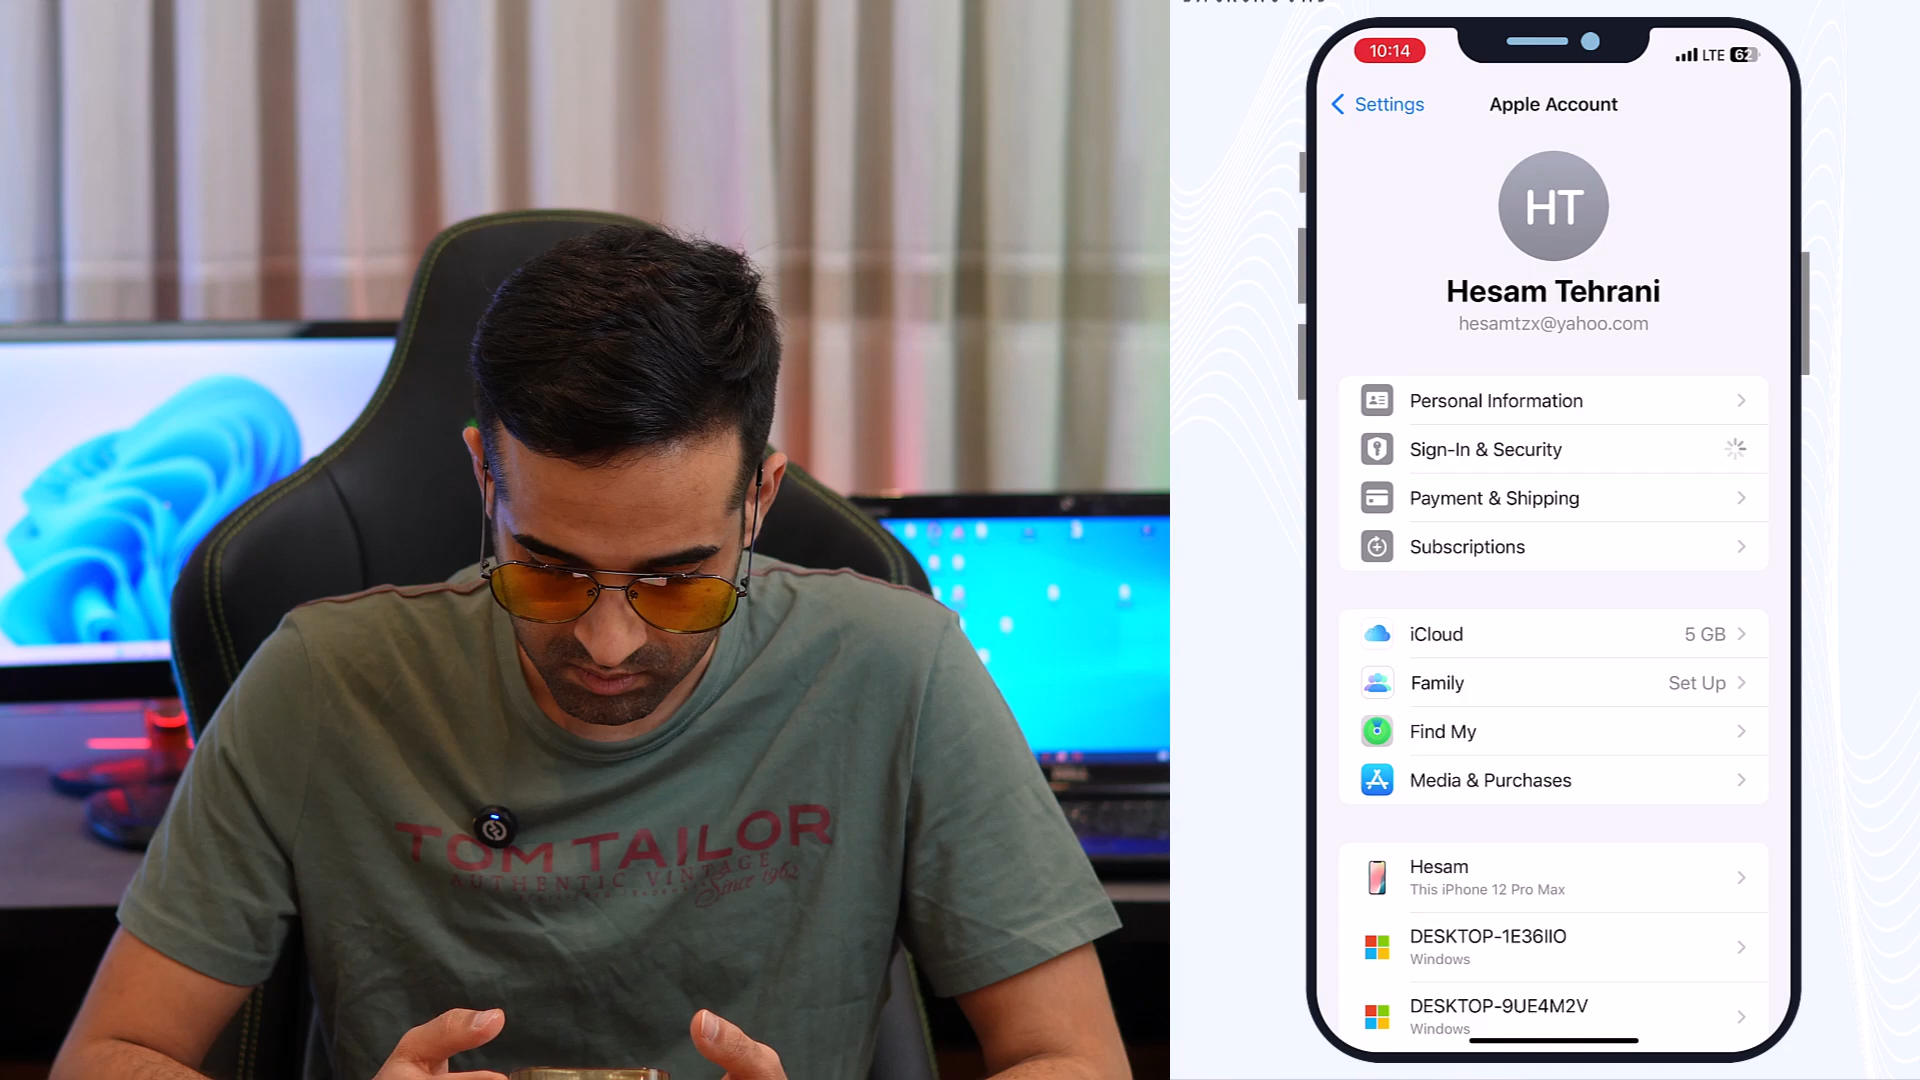 10:14
LTE 62
Settings
Apple Account
HT
Hesam Tehrani
hesamtzx@yahoo.com
Personal Information
Sign-In & Security
Payment & Shipping
Subscriptions
iCloud 5 GB
Family Set Up
Find My
Media & Purchases
Hesam
This iPhone 12 Pro Max
DESKTOP-1E36IIO
Windows
DESKTOP-9UE4M2V
Windows
TOM TAILOR
AUTHENTIC VINTAGE
Since 1962
DELL